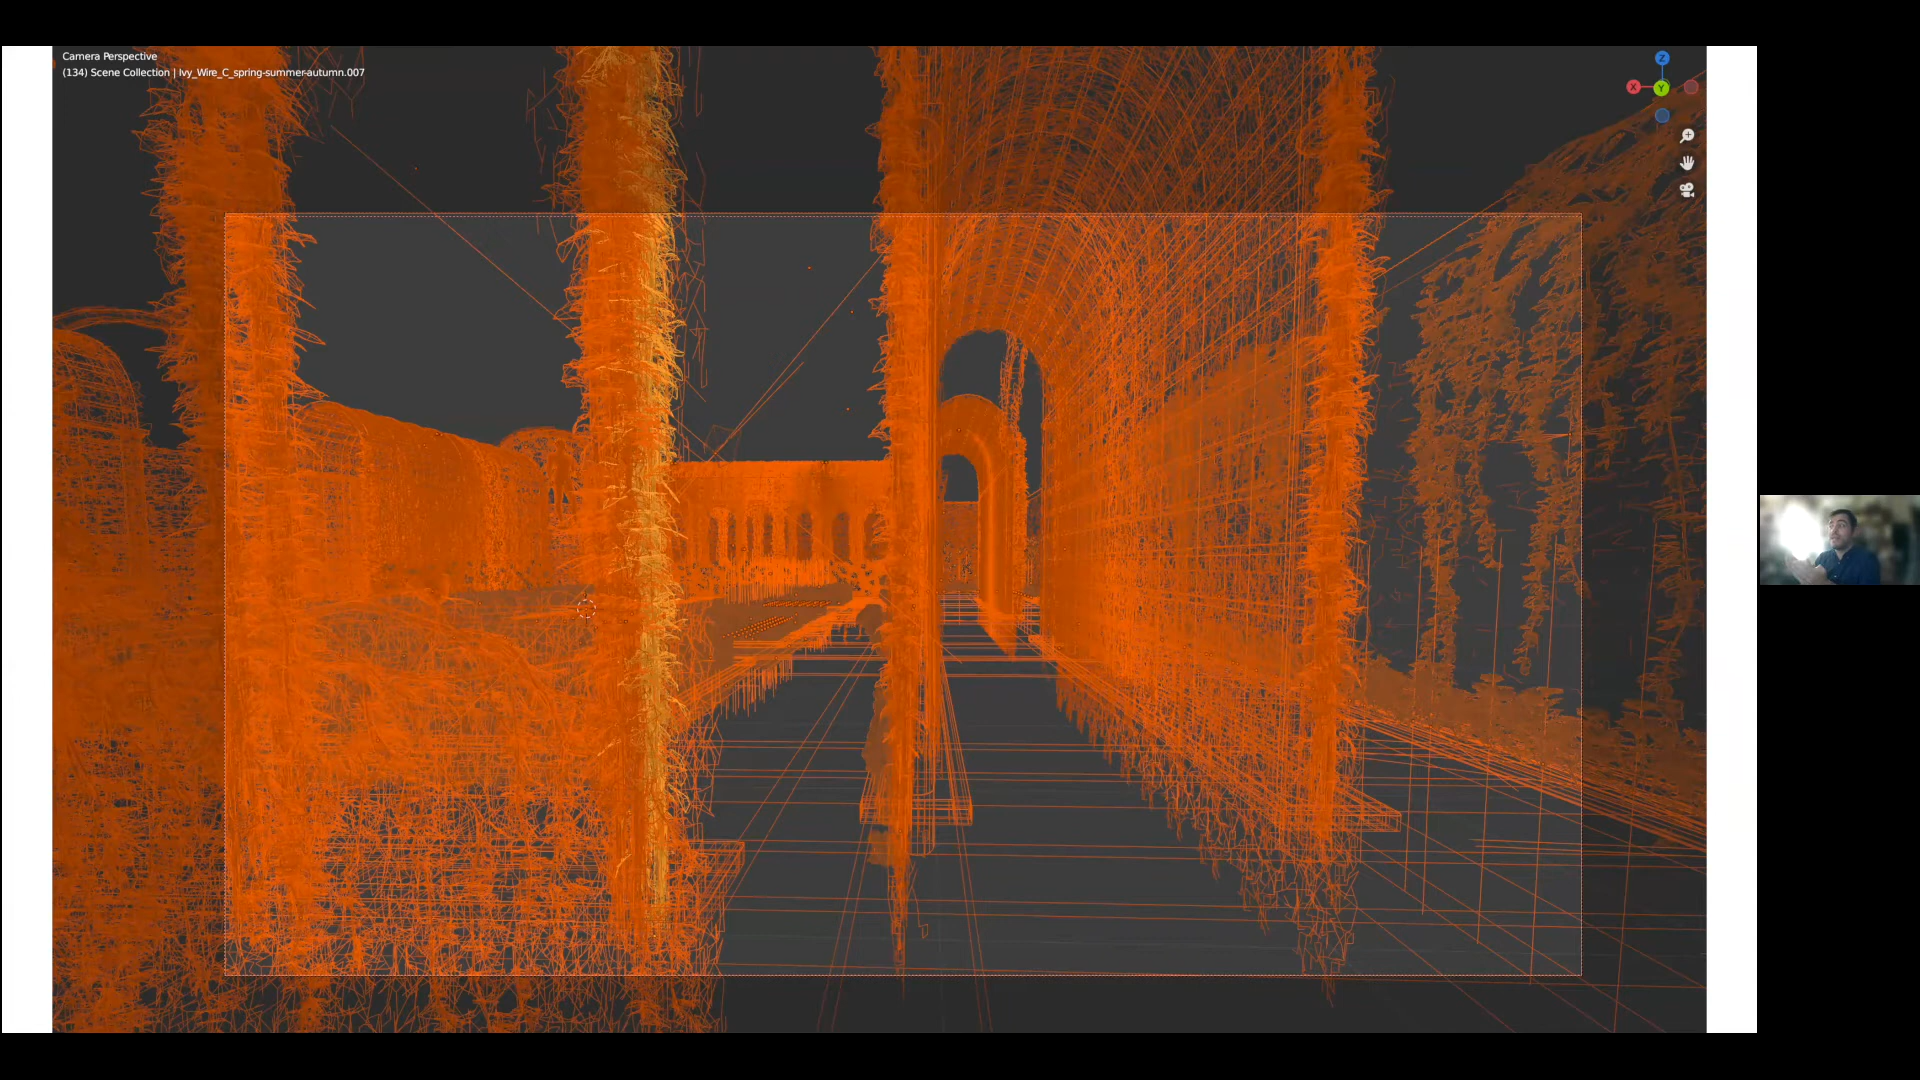 Camera Perspective
(134) Scene Collection | Ivy_Wire_C_spring-summer-autumn.007
Z
X
Y